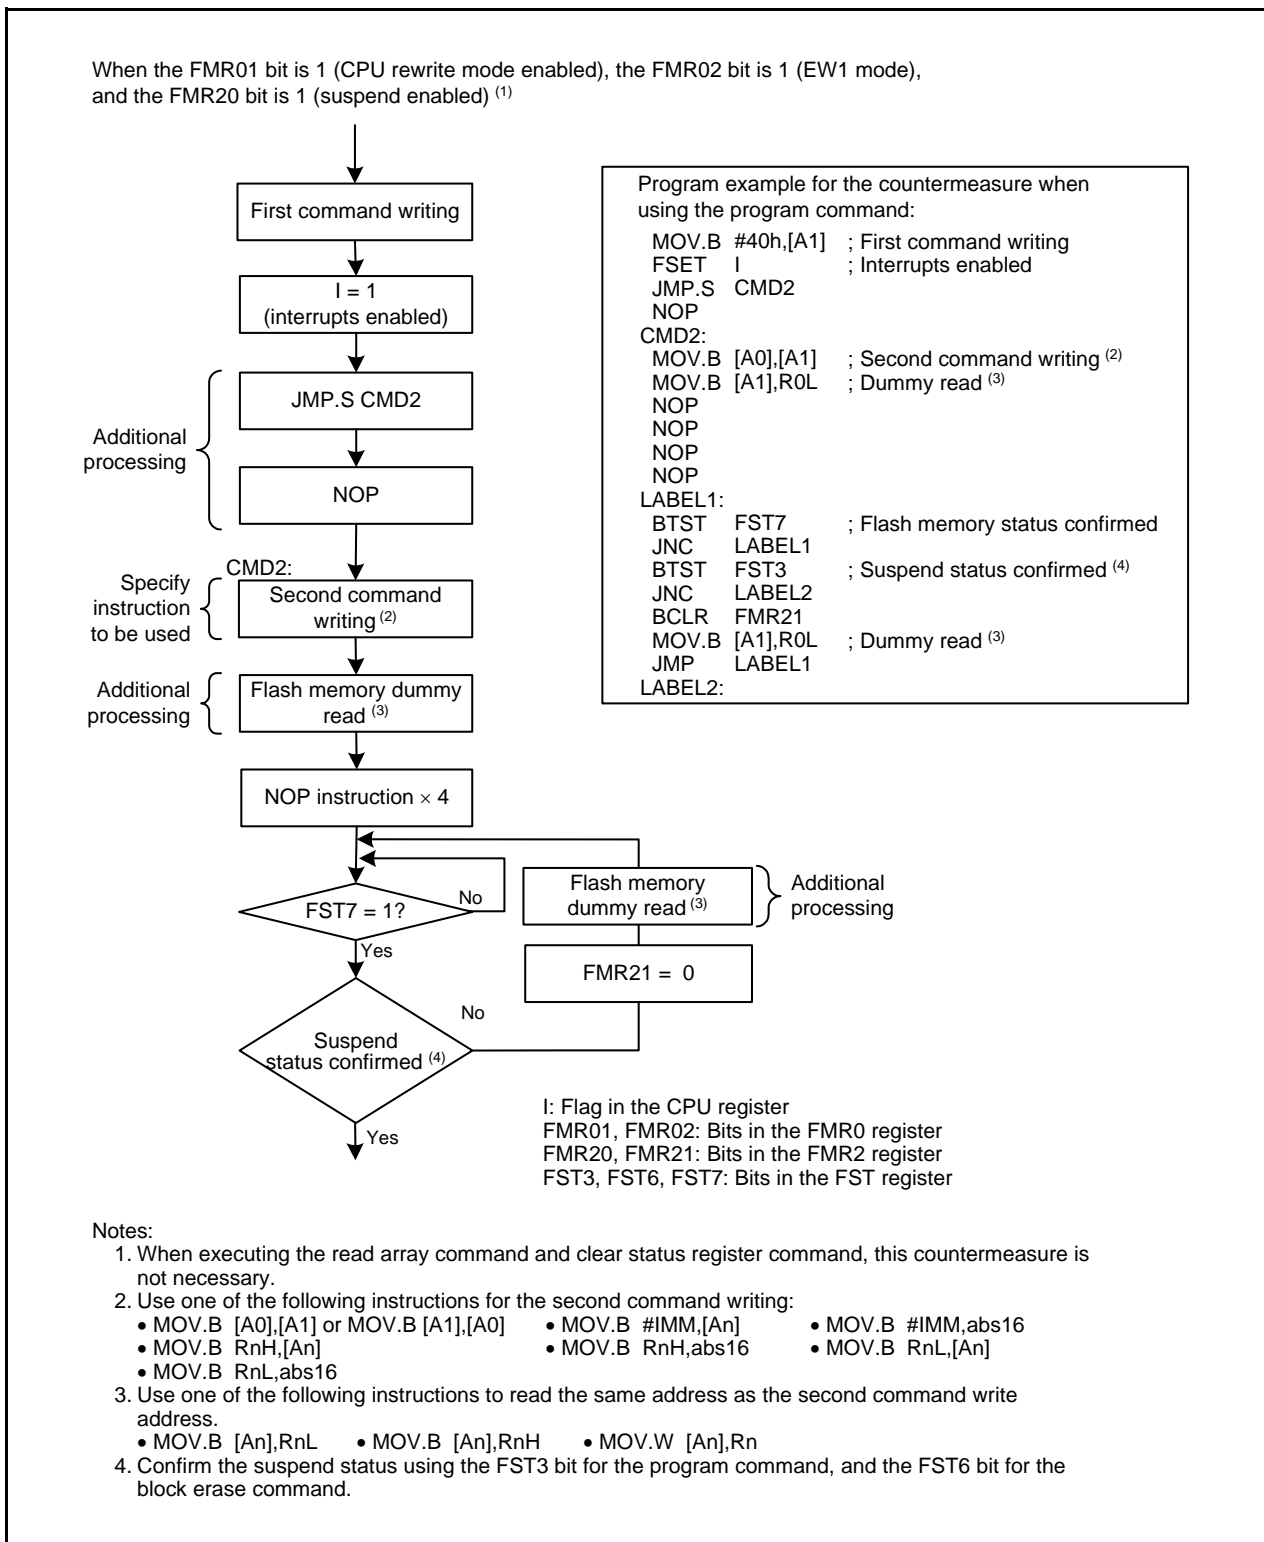 When the FMR01 bit is 1 (CPU rewrite mode enabled), the FMR02 bit is 1 (EW1 mode),
and the FMR20 bit is 1 (suspend enabled) (1)
First command writing
I = 1
(interrupts enabled)
Additional
processing
JMP.S CMD2
NOP
CMD2:
Specify
instruction
to be used
Second command
writing (2)
Additional
processing
Flash memory dummy
read (3)
NOP instruction × 4
FST7 = 1?
No
Yes
Flash memory
dummy read (3)
Additional
processing
FMR21 = 0
Suspend
status confirmed (4)
No
Yes
Program example for the countermeasure when
using the program command:
MOV.B #40h,[A1] ; First command writing
FSET I ; Interrupts enabled
JMP.S CMD2
NOP
CMD2:
MOV.B [A0],[A1] ; Second command writing (2)
MOV.B [A1],R0L ; Dummy read (3)
NOP
NOP
NOP
NOP
LABEL1:
BTST FST7 ; Flash memory status confirmed
JNC LABEL1
BTST FST3 ; Suspend status confirmed (4)
JNC LABEL2
BCLR FMR21
MOV.B [A1],R0L ; Dummy read (3)
JMP LABEL1
LABEL2:
I: Flag in the CPU register
FMR01, FMR02: Bits in the FMR0 register
FMR20, FMR21: Bits in the FMR2 register
FST3, FST6, FST7: Bits in the FST register
Notes:
1. When executing the read array command and clear status register command, this countermeasure is
not necessary.
2. Use one of the following instructions for the second command writing:
• MOV.B [A0],[A1] or MOV.B [A1],[A0] • MOV.B #IMM,[An] • MOV.B #IMM,abs16
• MOV.B RnH,[An] • MOV.B RnH,abs16 • MOV.B RnL,[An]
• MOV.B RnL,abs16
3. Use one of the following instructions to read the same address as the second command write
address.
• MOV.B [An],RnL • MOV.B [An],RnH • MOV.W [An],Rn
4. Confirm the suspend status using the FST3 bit for the program command, and the FST6 bit for the
block erase command.